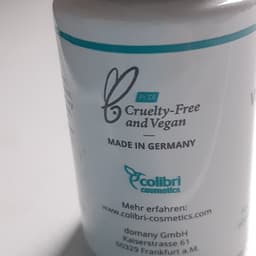 PETA
Cruelty-Free
and Vegan
MADE IN GERMANY
colibri
cosmetics
Mehr erfahren:
www.colibri-cosmetics.com
domany GmbH
Kaiserstrasse 61
60329 Frankfurt a.M.